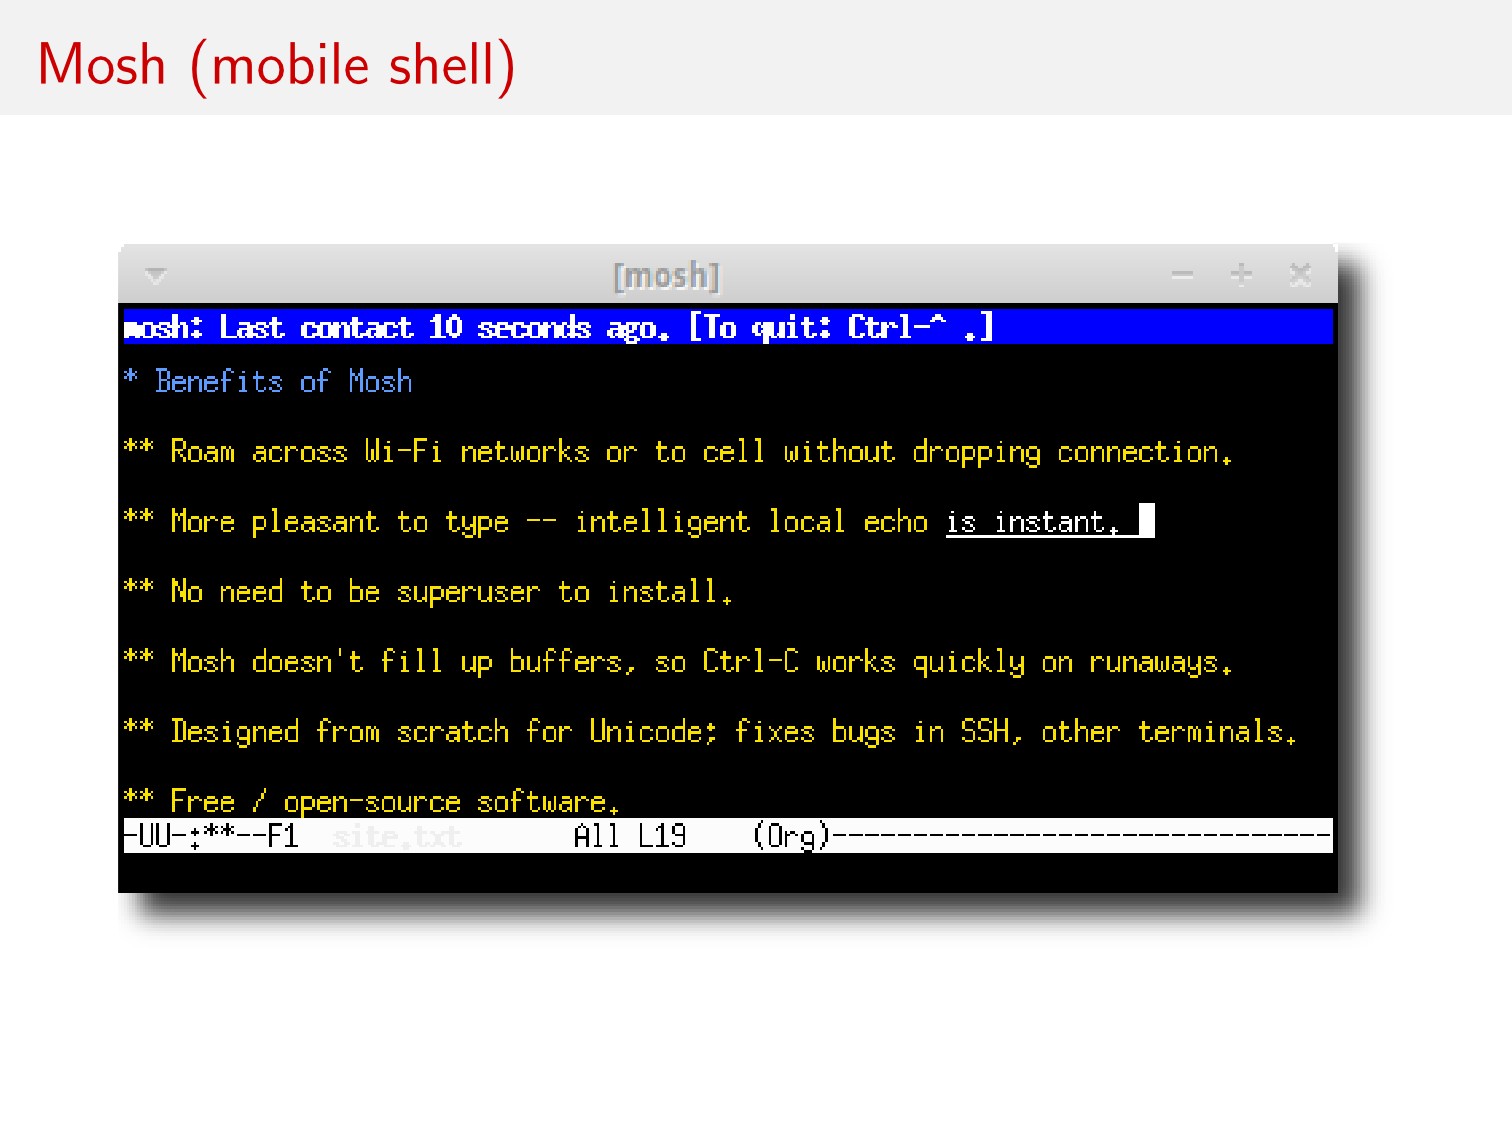 Mosh (mobile shell)
[mosh]
mosh: Last contact 10 seconds ago. [To quit: Ctrl-^ .]
* Benefits of Mosh
** Roam across Wi-Fi networks or to cell without dropping connection.
** More pleasant to type -- intelligent local echo is instant.
** No need to be superuser to install.
** Mosh doesn't fill up buffers, so Ctrl-C works quickly on runaways.
** Designed from scratch for Unicode; fixes bugs in SSH, other terminals.
** Free / open-source software.
-UU-:**--F1  site.txt       All L19    (Org)-------------------------------